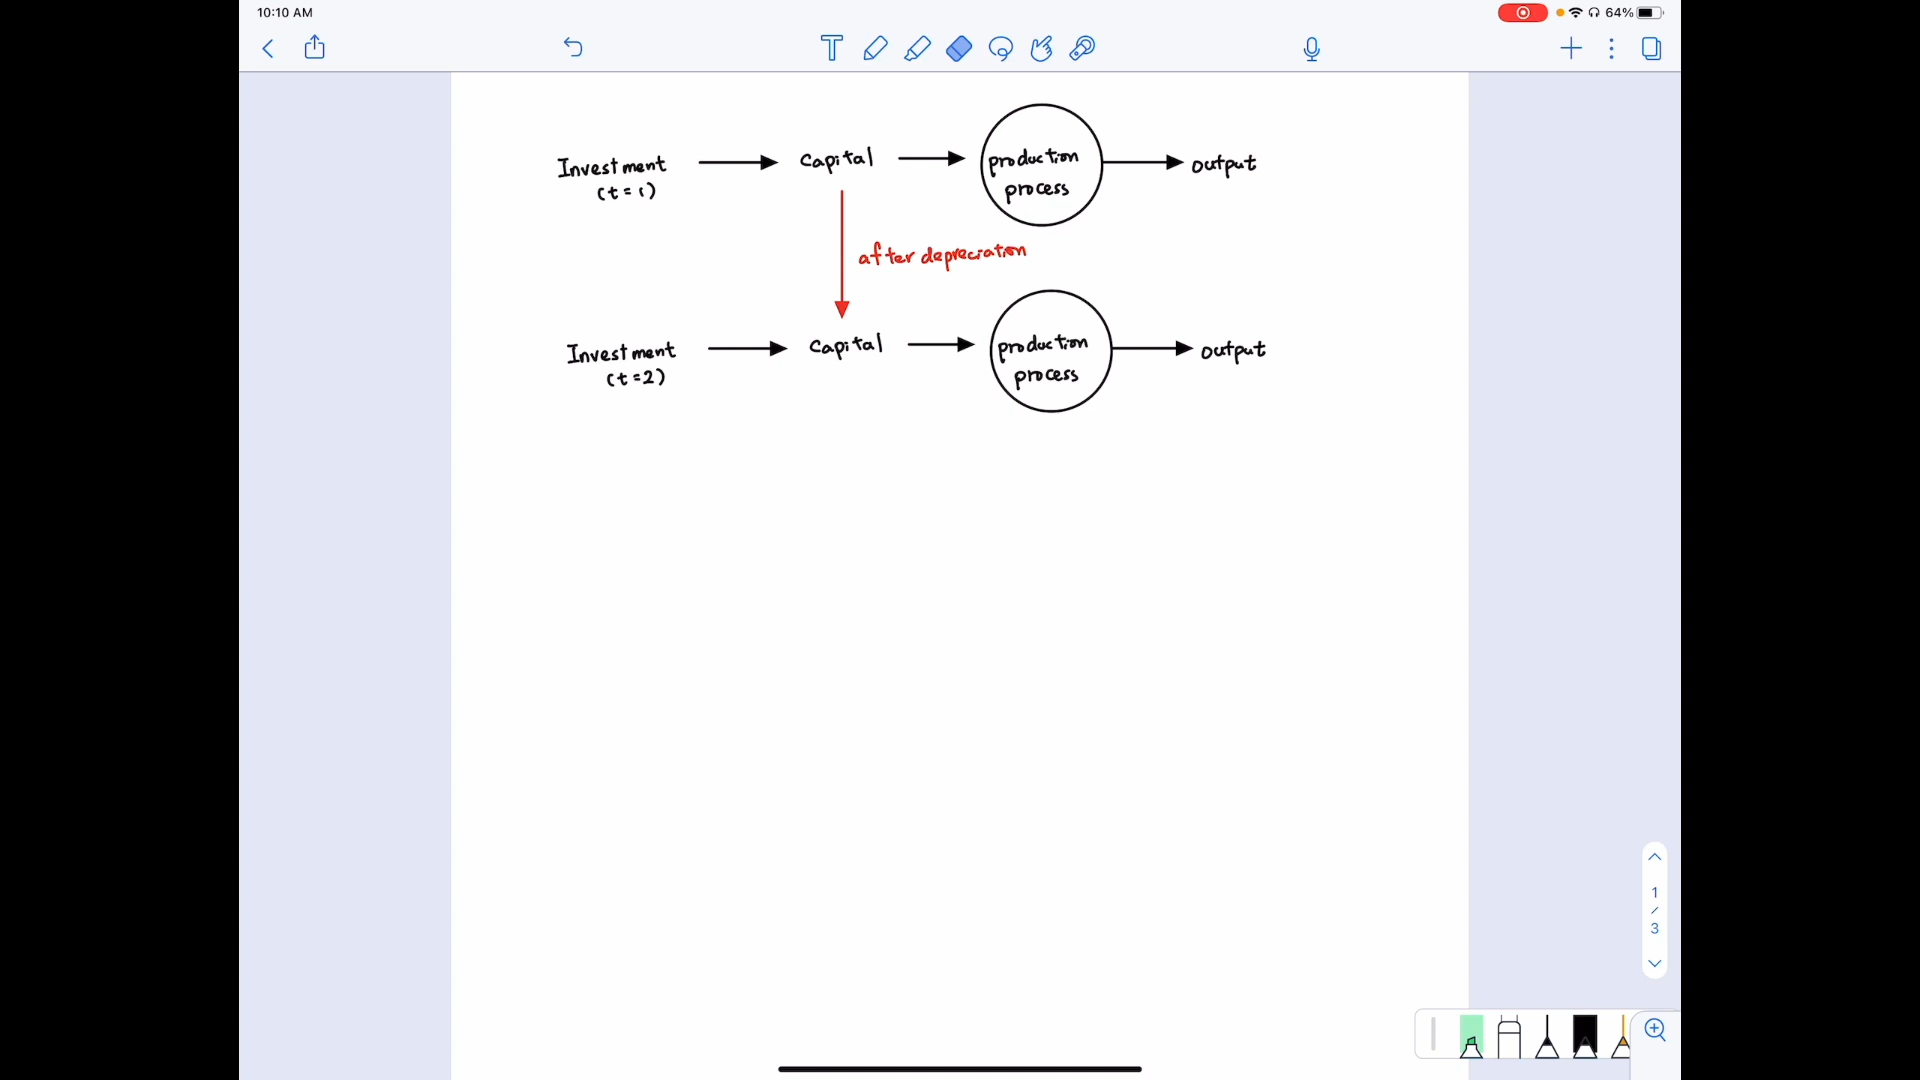 10:10 AM
64%
T
Investment
(t=1)
Capital
production
process
output
after depreciation
Investment
(t=2)
Capital
production
process
output
1
/
3